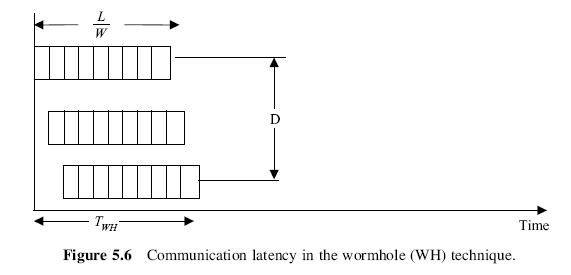 L
W
D
T_WH
Time
Figure 5.6 Communication latency in the wormhole (WH) technique.